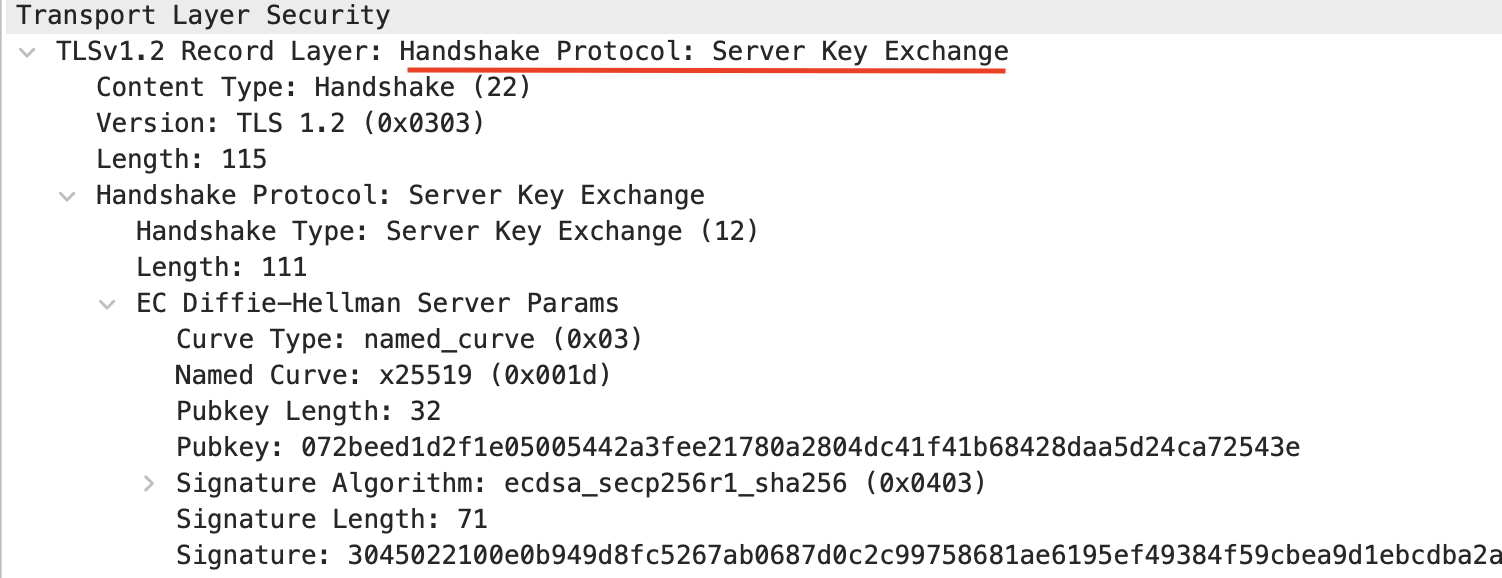 Transport Layer Security
TLSv1.2 Record Layer: Handshake Protocol: Server Key Exchange
Content Type: Handshake (22)
Version: TLS 1.2 (0x0303)
Length: 115
Handshake Protocol: Server Key Exchange
Handshake Type: Server Key Exchange (12)
Length: 111
EC Diffie-Hellman Server Params
Curve Type: named_curve (0x03)
Named Curve: x25519 (0x001d)
Pubkey Length: 32
Pubkey: 072beed1d2f1e05005442a3fee21780a2804dc41f41b68428daa5d24ca72543e
Signature Algorithm: ecdsa_secp256r1_sha256 (0x0403)
Signature Length: 71
Signature: 3045022100e0b949d8fc5267ab0687d0c2c99758681ae6195ef49384f59cbea9d1ebcdba2a